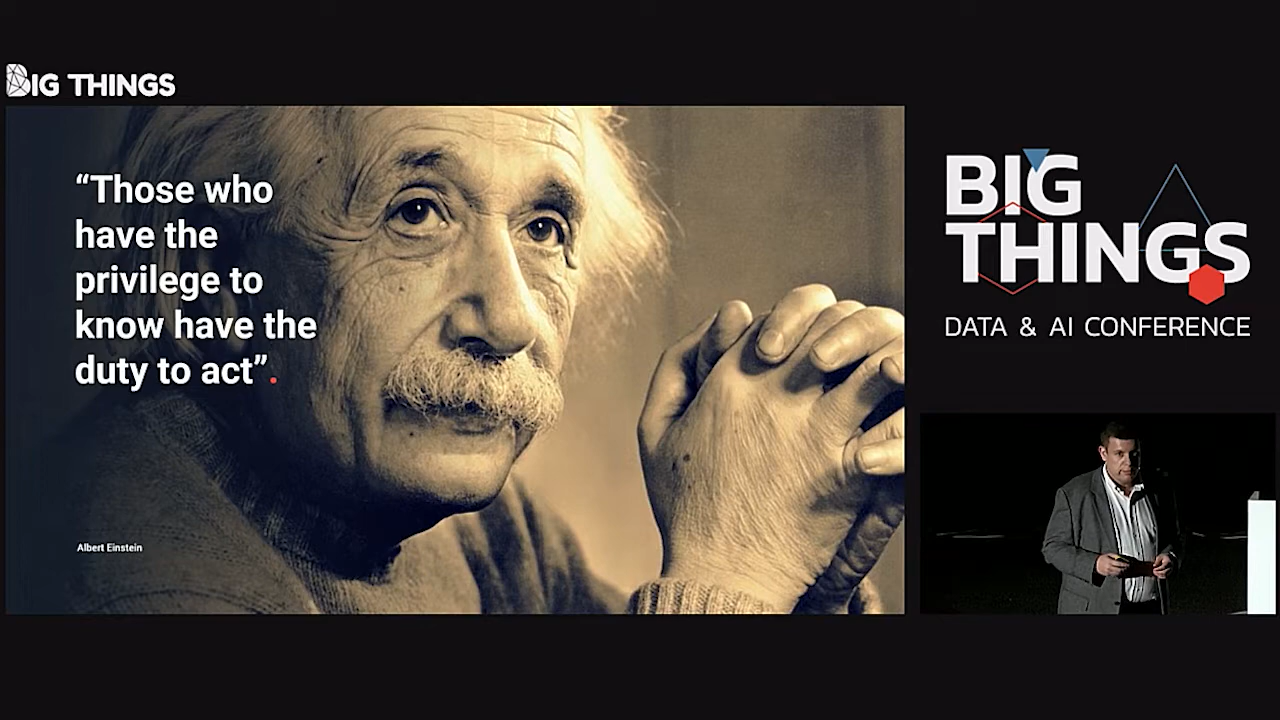 BIG THINGS
“Those who
have the
privilege to
know have the
duty to act”.
Albert Einstein
BIG
THINGS
DATA & AI CONFERENCE